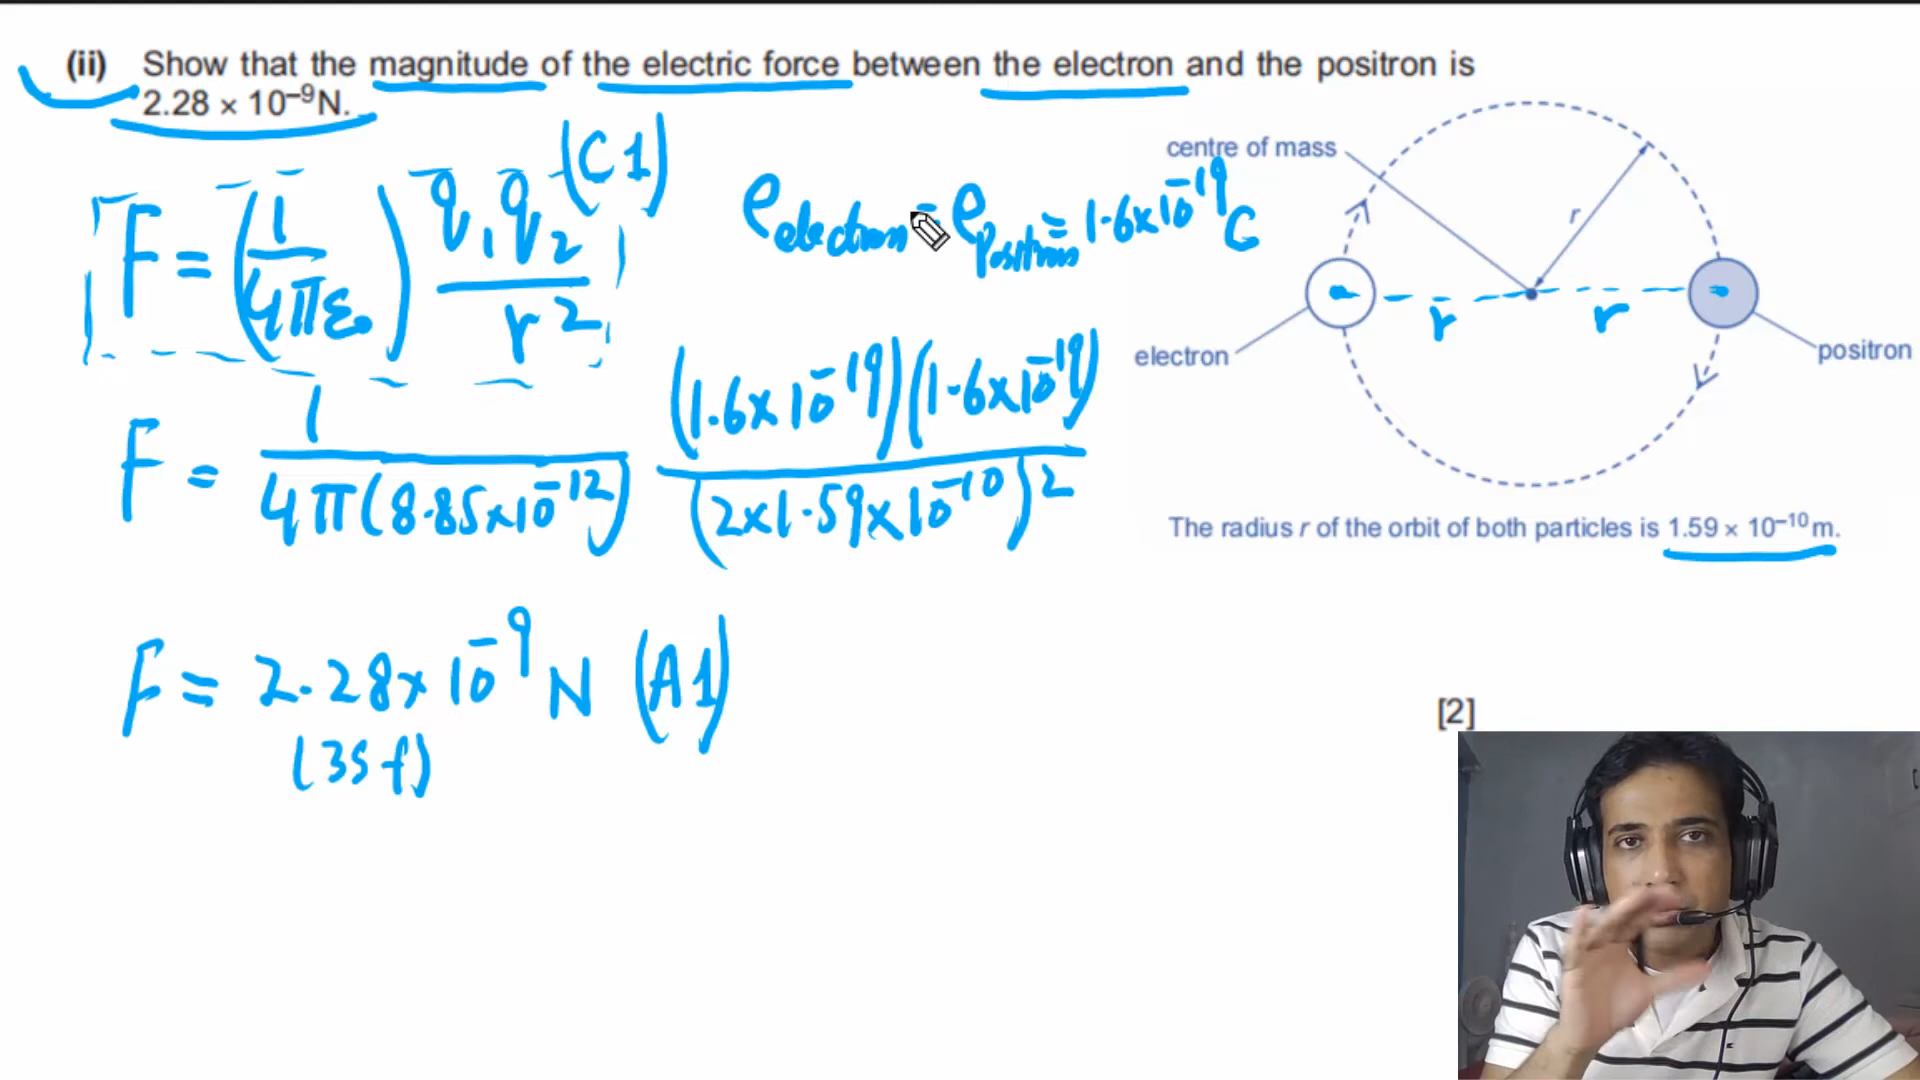 (ii) Show that the magnitude of the electric force between the electron and the positron is
2.28 × 10⁻⁹ N.
F = (1/4πε₀) q₁q₂/r² (C1)
e electron = e positron = 1.6×10⁻¹⁹ C
centre of mass
r
r
r
electron
positron
F = 1/4π(8.85×10⁻¹²) (1.6×10⁻¹⁹)(1.6×10⁻¹⁹)/(2×1.59×10⁻¹⁰)²
The radius r of the orbit of both particles is 1.59 × 10⁻¹⁰ m.
F = 2.28×10⁻⁹ N (A1)
(3sf)
[2]